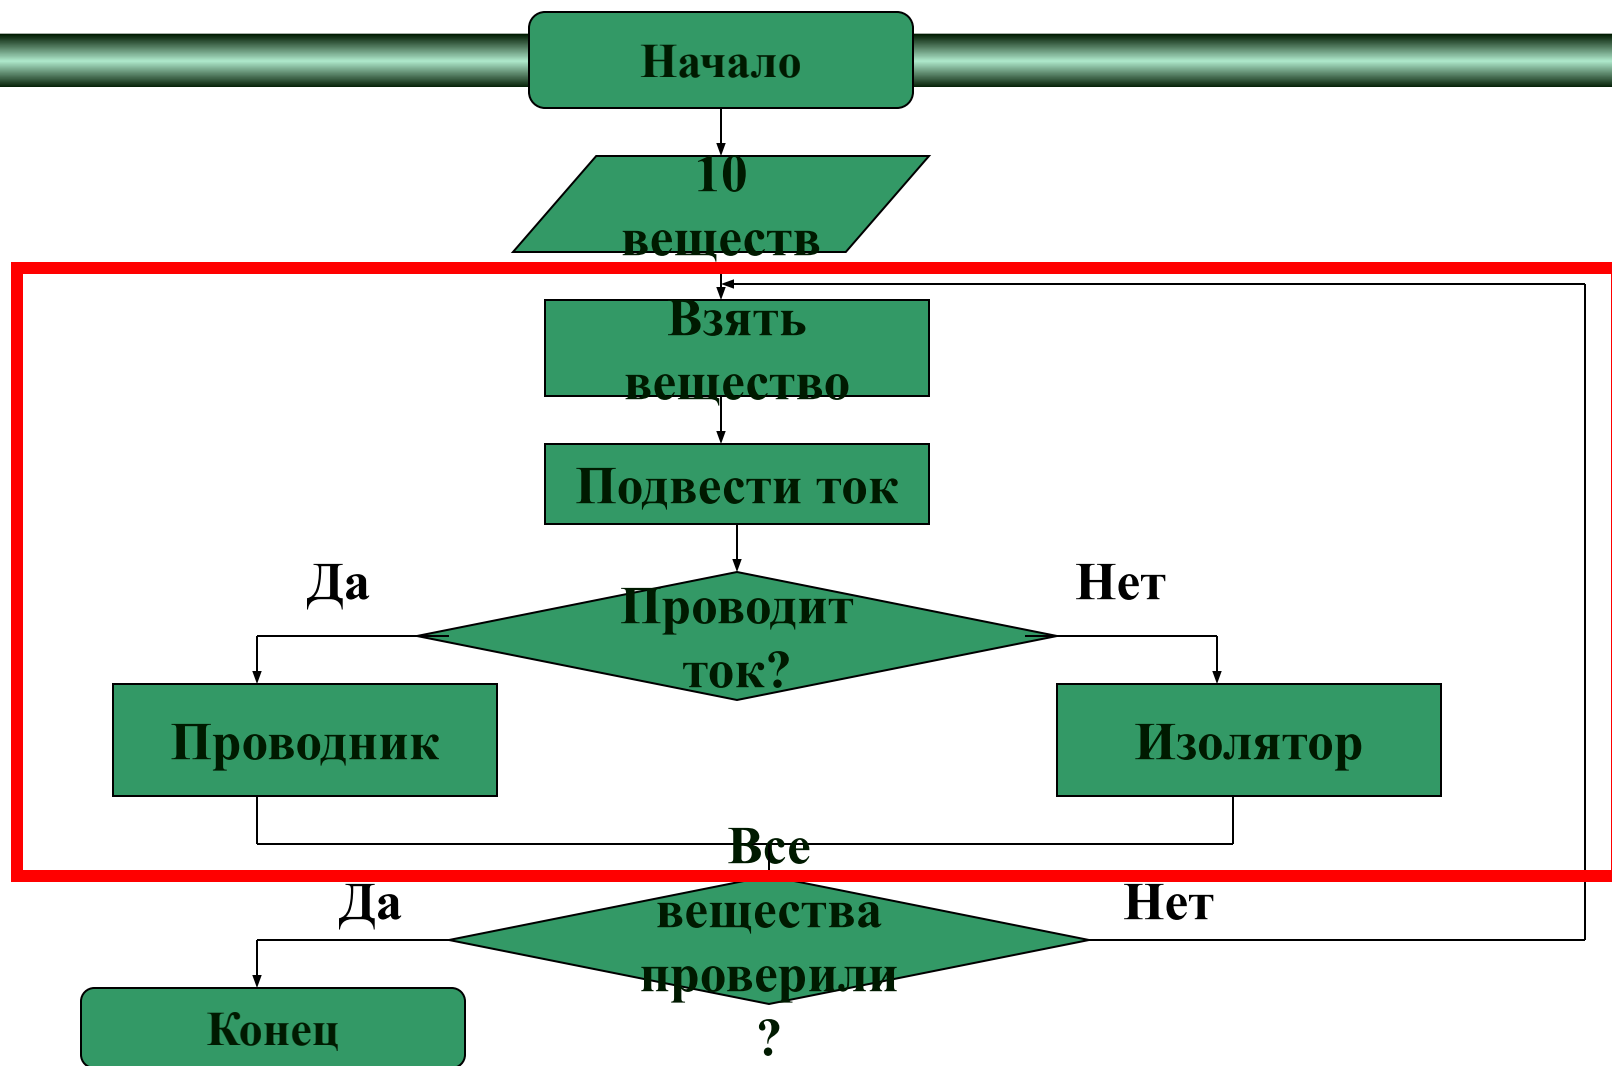 Начало
10
веществ
Взять
вещество
Подвести ток
Да
Нет
Проводит
ток?
Проводник
Изолятор
Все
вещества
проверили
?
Да
Нет
Конец